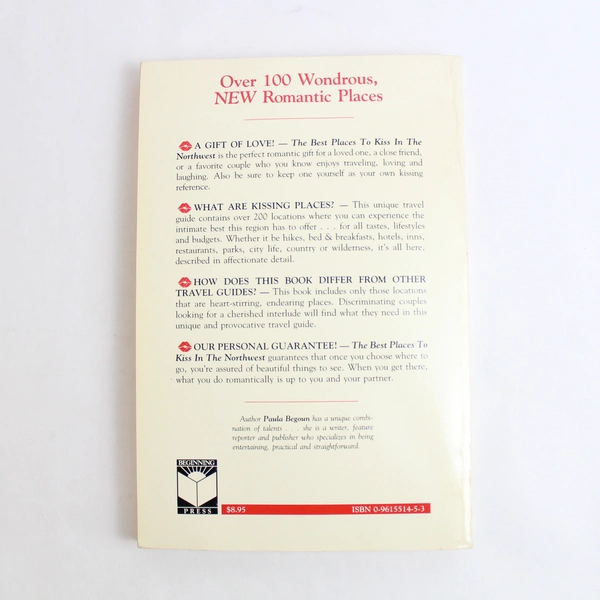 Over 100 Wondrous,
NEW Romantic Places
A GIFT OF LOVE! — The Best Places To Kiss In The
Northwest is the perfect romantic gift for a loved one, a close friend,
or a favorite couple who you know enjoys traveling, loving and
laughing. Also be sure to keep one yourself as your own kissing
reference.
WHAT ARE KISSING PLACES? — This unique travel
guide contains over 200 locations where you can experience the
intimate best this region has to offer . . . for all tastes, lifestyles
and budgets. Whether it be hikes, bed & breakfasts, hotels, inns,
restaurants, parks, city life, country or wilderness, it's all here,
described in affectionate detail.
HOW DOES THIS BOOK DIFFER FROM OTHER
TRAVEL GUIDES? — This book includes only those locations
that are heart-stirring, endearing places. Discriminating couples
looking for a cherished interlude will find what they need in this
unique and provocative travel guide.
OUR PERSONAL GUARANTEE! — The Best Places To
Kiss In The Northwest guarantees that once you choose where to
go, you're assured of beautiful things to see. When you get there,
what you do romantically is up to you and your partner.
Author Paula Begoun has a unique combi-
nation of talents . . . she is a writer, feature
reporter and publisher who specializes in being
entertaining, practical and straightforward.
BEGINNING
PRESS
$8.95 ISBN 0-9615514-5-3